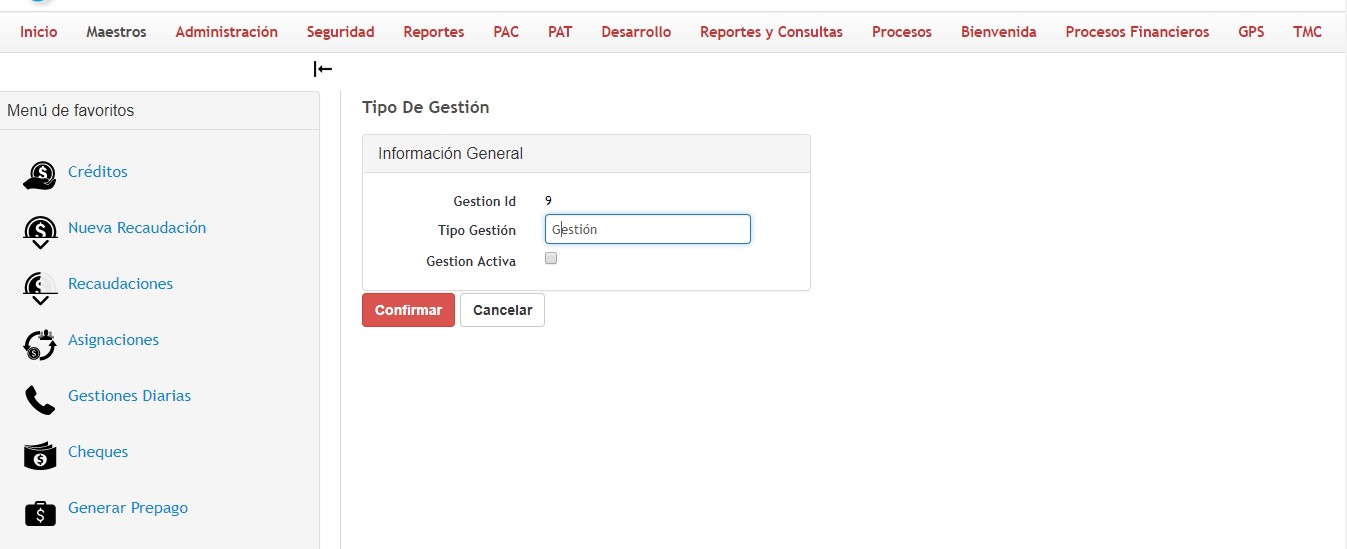 Inicio Maestros Administración Seguridad Reportes PAC PAT Desarrollo Reportes y Consultas Procesos Bienvenida Procesos Financieros GPS TMC
Menú de favoritos
Créditos
Nueva Recaudación
Recaudaciones
Asignaciones
Gestiones Diarias
Cheques
Generar Prepago
Tipo De Gestión
Información General
Gestion Id 9
Tipo Gestión Gestión
Gestion Activa
Confirmar Cancelar